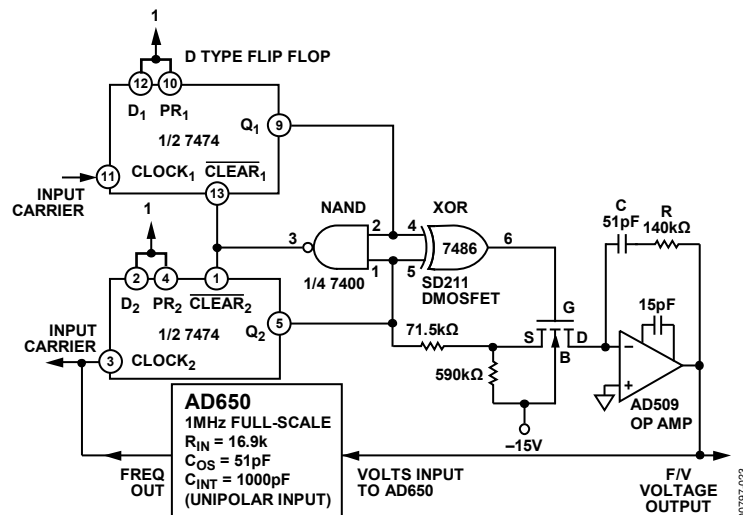 1
D TYPE FLIP FLOP
12
10
D1
PR1
Q1
9
1/2 7474
11
CLOCK1
CLEAR1
INPUT
CARRIER
13
1
NAND
XOR
3
2
1
4
5
7486
6
1/4 7400
SD211
DMOSFET
C
51pF
R
140kΩ
2
4
1
D2
PR2
CLEAR2
1/2 7474
Q2
5
INPUT
CARRIER
3
CLOCK2
71.5kΩ
590kΩ
G
S
D
B
–15V
15pF
–
+
AD509
OP AMP
AD650
1MHz FULL-SCALE
RIN = 16.9k
COS = 51pF
CINT = 1000pF
(UNIPOLAR INPUT)
FREQ
OUT
VOLTS INPUT
TO AD650
F/V
VOLTAGE
OUTPUT